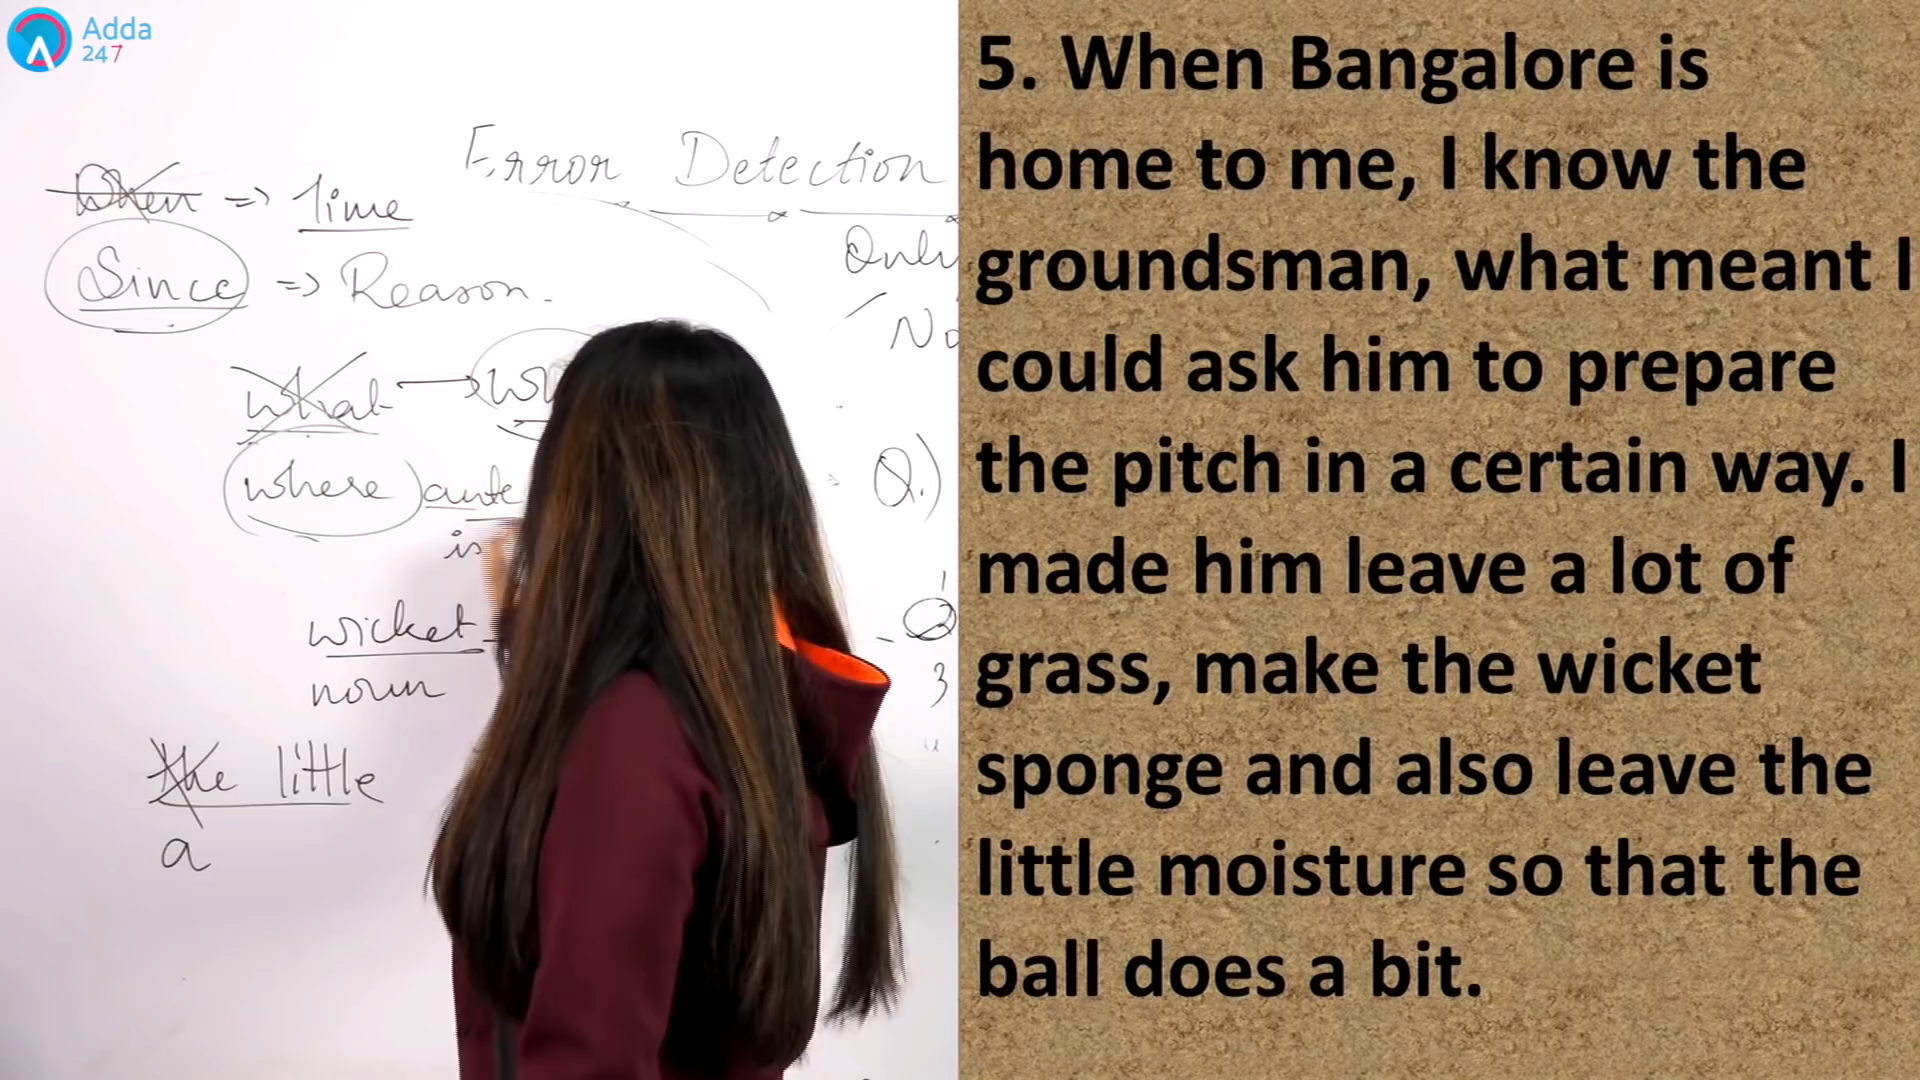 Adda
247
Error Detection
When => Time
Since => Reason.
what
where
is
wicket
noun
the little
a
Q.)
2
3
5. When Bangalore is
home to me, I know the
groundsman, what meant I
could ask him to prepare
the pitch in a certain way. I
made him leave a lot of
grass, make the wicket
sponge and also leave the
little moisture so that the
ball does a bit.